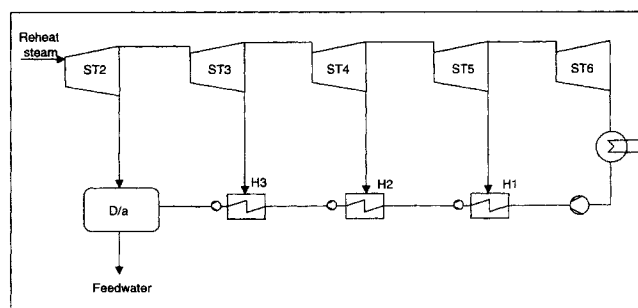 Reheat
steam
ST2
ST3
ST4
ST5
ST6
H3
H2
H1
D/a
Feedwater